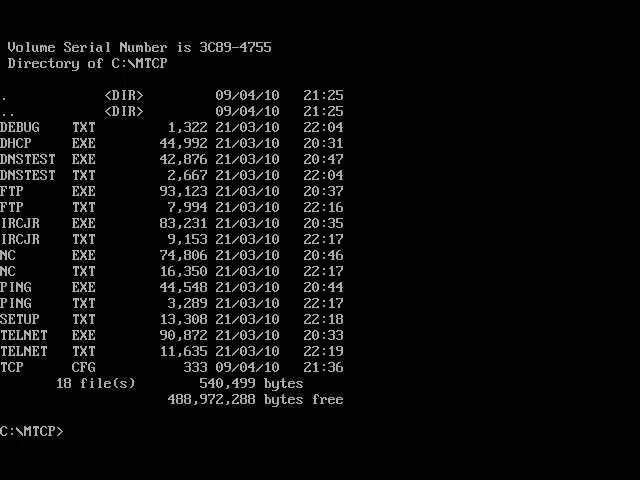 Volume Serial Number is 3C89-4755
Directory of C:\MTCP
. <DIR> 09/04/10 21:25
.. <DIR> 09/04/10 21:25
DEBUG TXT 1,322 21/03/10 22:04
DHCP EXE 44,992 21/03/10 20:31
DNSTEST EXE 42,876 21/03/10 20:47
DNSTEST TXT 2,667 21/03/10 22:04
FTP EXE 93,123 21/03/10 20:37
FTP TXT 7,994 21/03/10 22:16
IRCJR EXE 83,231 21/03/10 20:35
IRCJR TXT 9,153 21/03/10 22:17
NC EXE 74,806 21/03/10 20:46
NC TXT 16,350 21/03/10 22:17
PING EXE 44,548 21/03/10 20:44
PING TXT 3,289 21/03/10 22:17
SETUP TXT 13,308 21/03/10 22:18
TELNET EXE 90,872 21/03/10 20:33
TELNET TXT 11,635 21/03/10 22:19
TCP CFG 333 09/04/10 21:36
18 file(s) 540,499 bytes
488,972,288 bytes free
C:\MTCP>